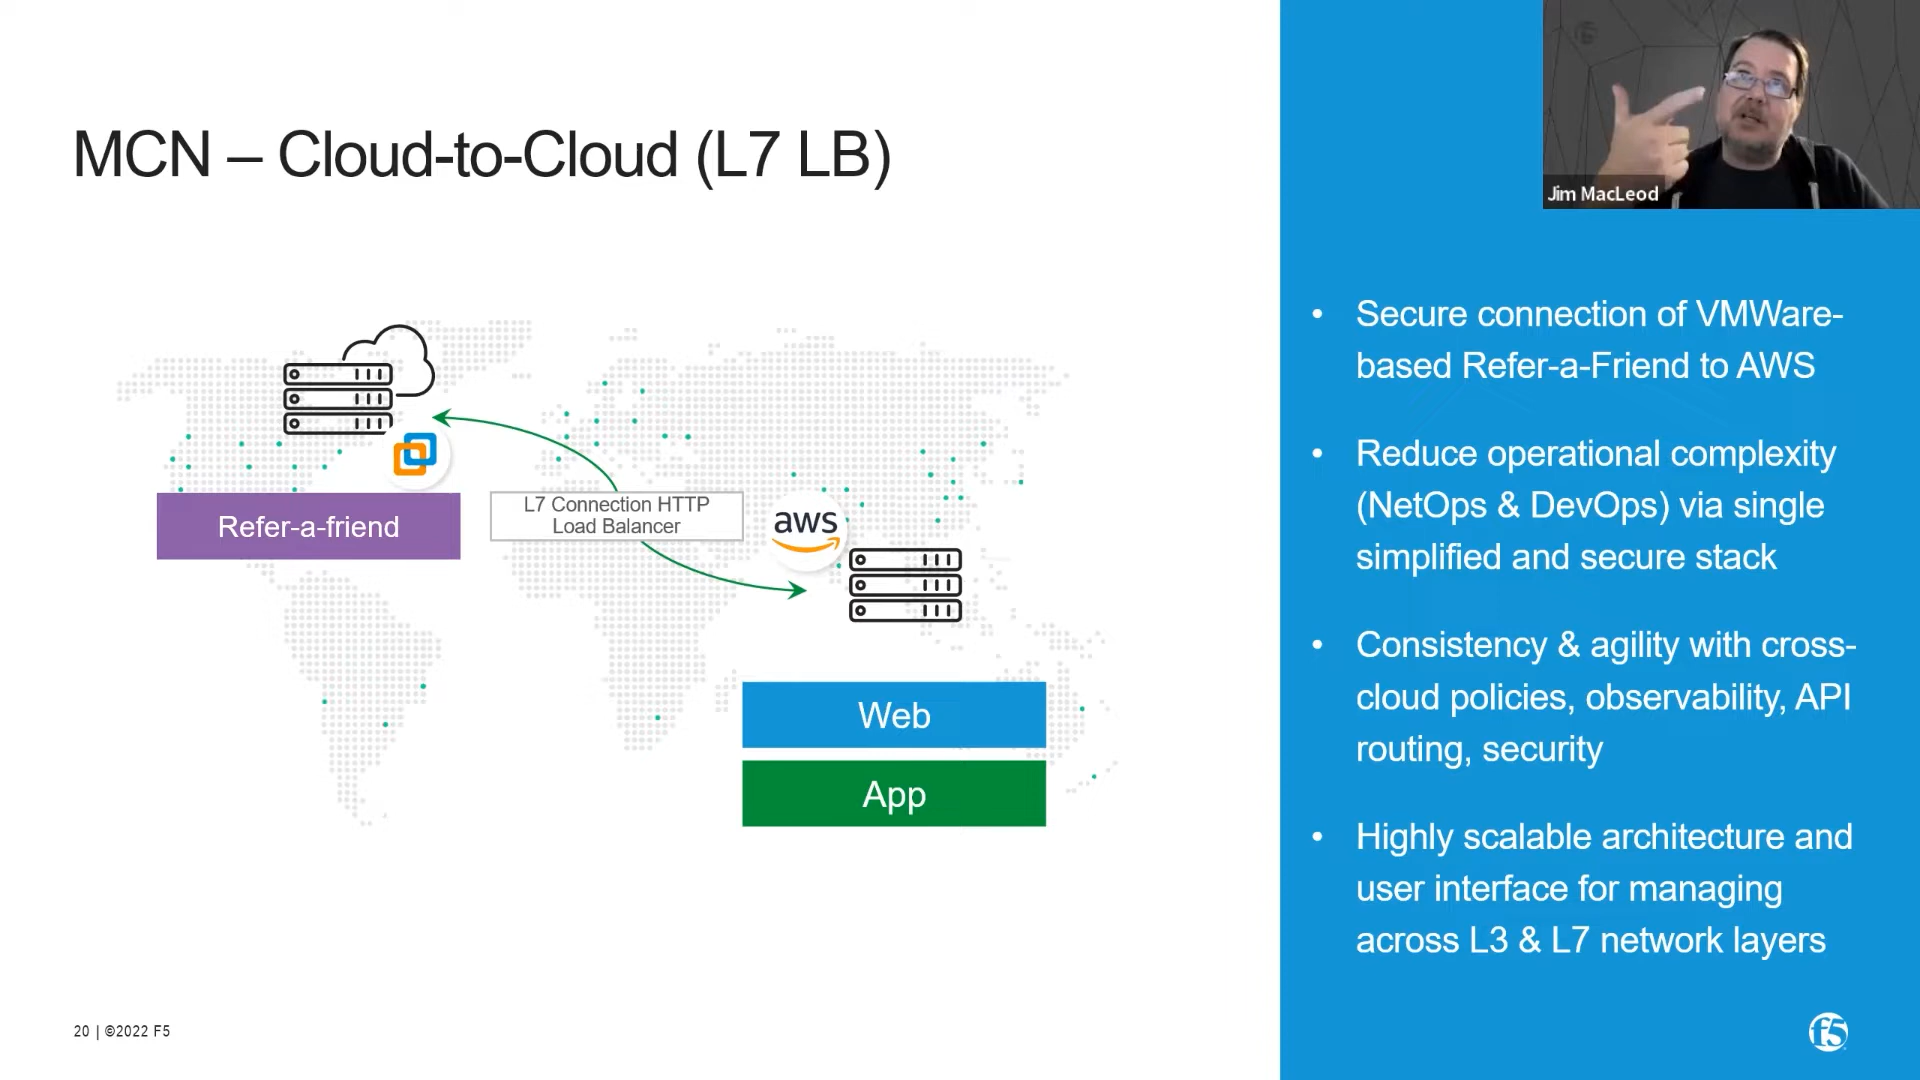 MCN – Cloud-to-Cloud (L7 LB)
Jim MacLeod
Refer-a-friend
L7 Connection HTTP
Load Balancer
aws
Web
App
• Secure connection of VMWare-
based Refer-a-Friend to AWS
• Reduce operational complexity
(NetOps & DevOps) via single
simplified and secure stack
• Consistency & agility with cross-
cloud policies, observability, API
routing, security
• Highly scalable architecture and
user interface for managing
across L3 & L7 network layers
20 | ©2022 F5
f5